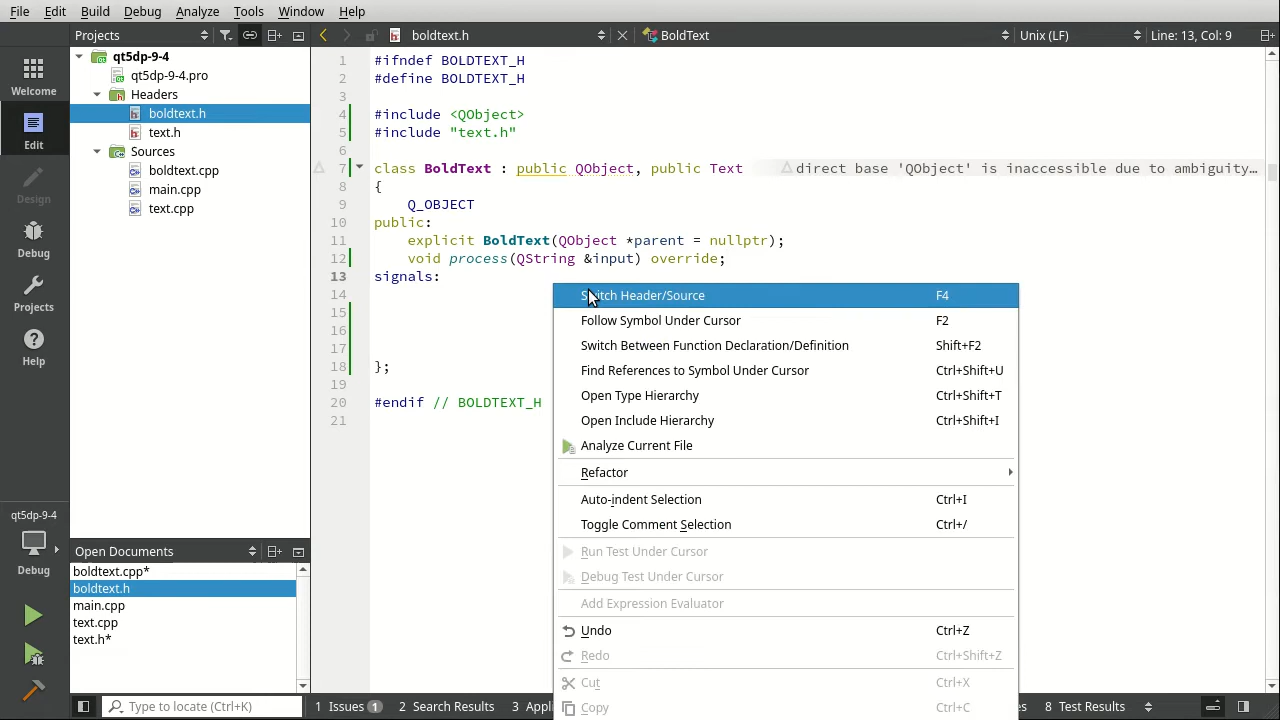 File Edit Build Debug Analyze Tools Window Help
Projects
boldtext.h
BoldText
Unix (LF)
Line: 13, Col: 9
Welcome
Edit
Design
Debug
Projects
Help
qt5dp-9-4
Debug
qt5dp-9-4
qt5dp-9-4.pro
Headers
boldtext.h
text.h
Sources
boldtext.cpp
main.cpp
text.cpp
Open Documents
boldtext.cpp*
boldtext.h
main.cpp
text.cpp
text.h*
1 #ifndef BOLDTEXT_H
2 #define BOLDTEXT_H
3
4 #include <QObject>
5 #include "text.h"
6
7 class BoldText : public QObject, public Text direct base 'QObject' is inaccessible due to ambiguity…
8 {
9 Q_OBJECT
10 public:
11 explicit BoldText(QObject *parent = nullptr);
12 void process(QString &input) override;
13 signals:
14
15
16
17
18 };
19
20 #endif // BOLDTEXT_H
21
Switch Header/Source F4
Follow Symbol Under Cursor F2
Switch Between Function Declaration/Definition Shift+F2
Find References to Symbol Under Cursor Ctrl+Shift+U
Open Type Hierarchy Ctrl+Shift+T
Open Include Hierarchy Ctrl+Shift+I
Analyze Current File
Refactor
Auto-indent Selection Ctrl+I
Toggle Comment Selection Ctrl+/
Run Test Under Cursor
Debug Test Under Cursor
Add Expression Evaluator
Undo Ctrl+Z
Redo Ctrl+Shift+Z
Cut Ctrl+X
Copy Ctrl+C
Type to locate (Ctrl+K)
1 Issues 1
2 Search Results
3 Appli
8 Test Results